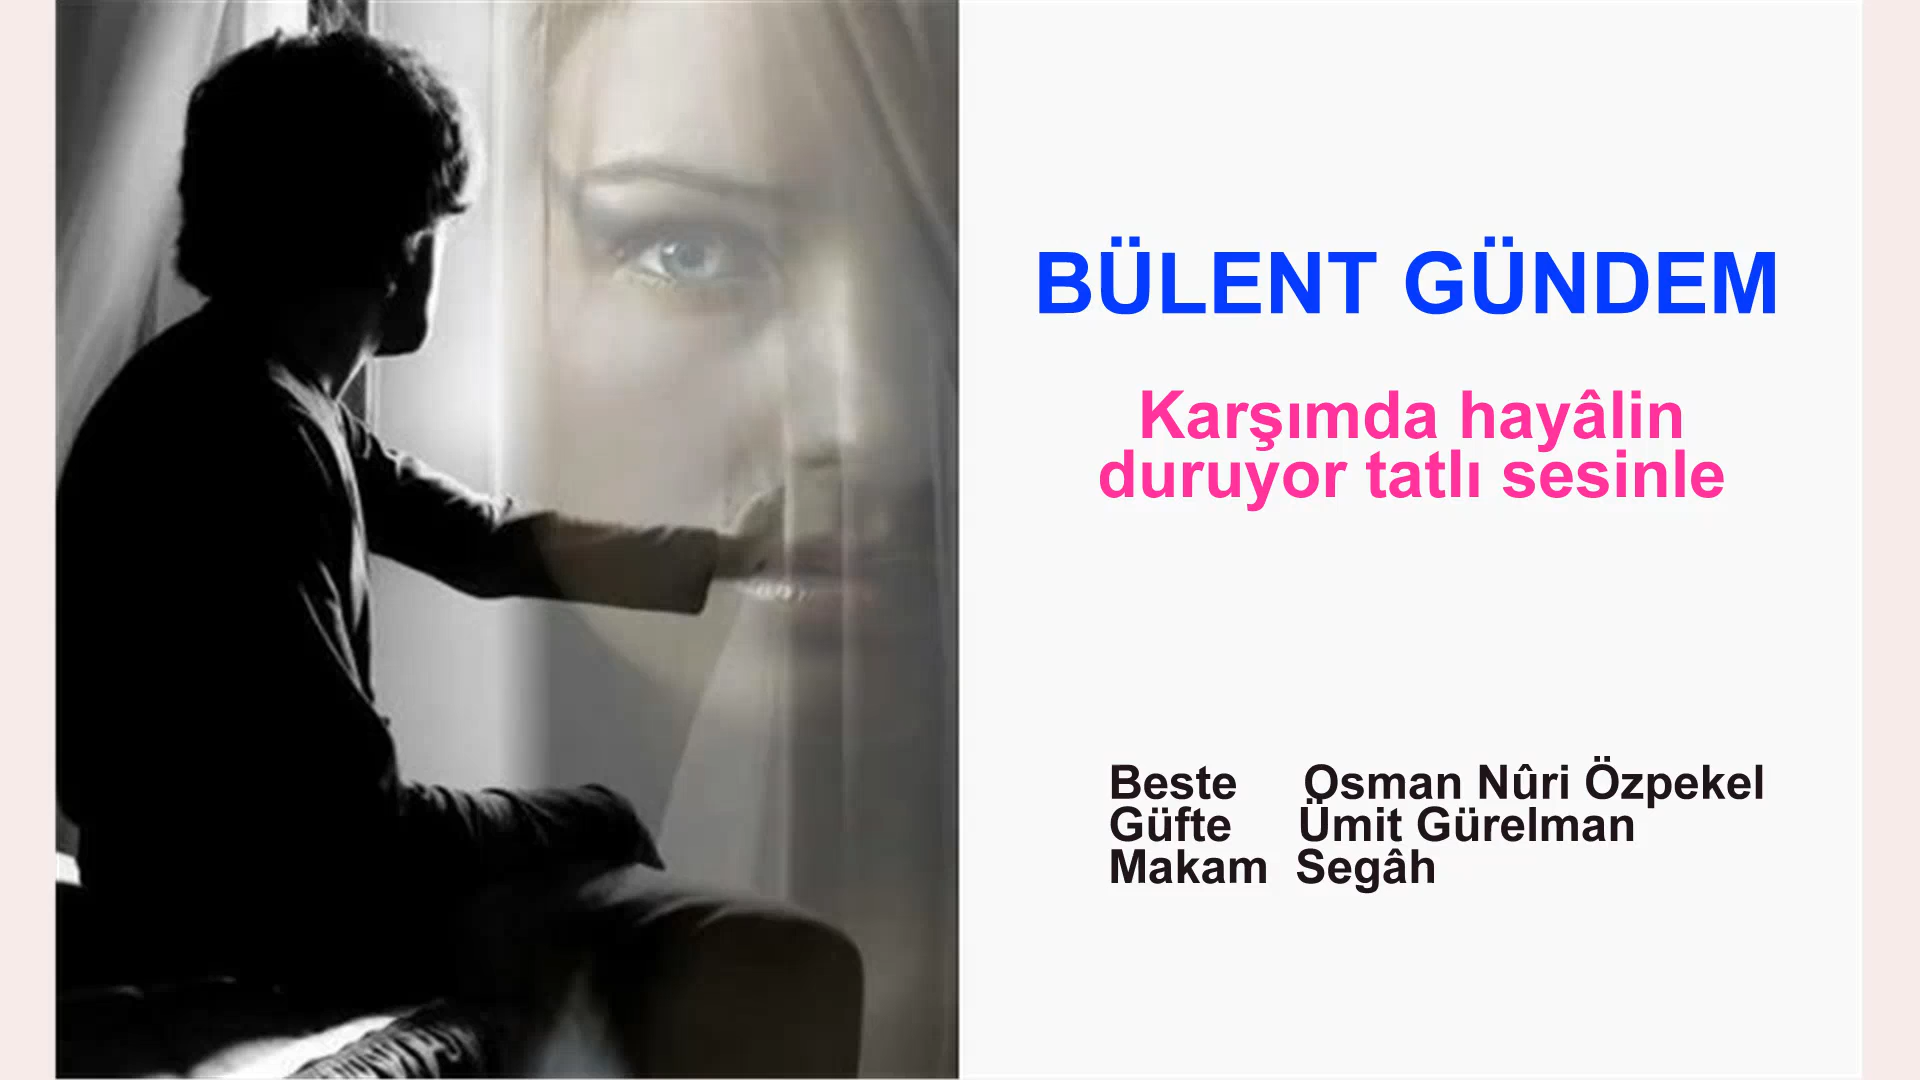 BÜLENT GÜNDEM
Karşımda hayâlin
duruyor tatlı sesinle
Beste Osman Nûri Özpekel
Güfte Ümit Gürelman
Makam Segâh